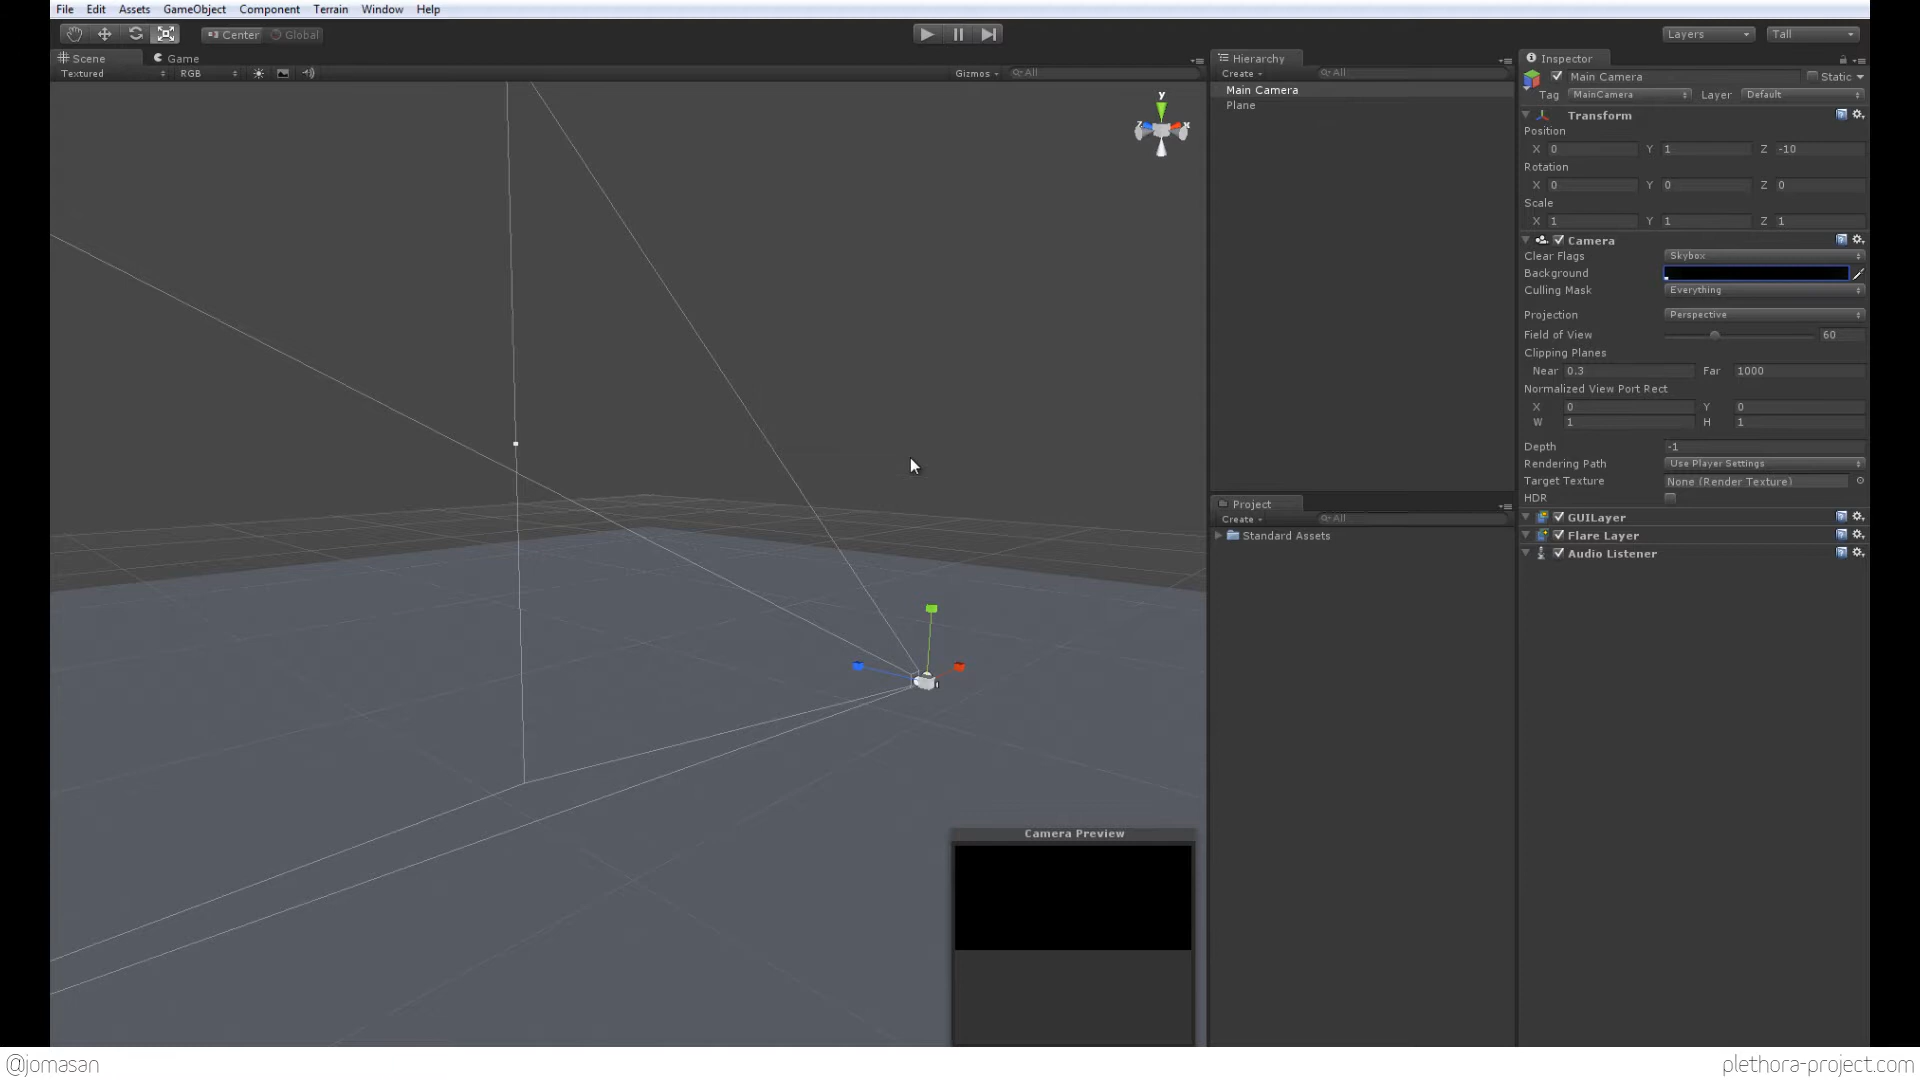 File Edit Assets GameObject Component Terrain Window Help
Center Global Layers Tall
Scene Game Hierarchy Inspector
Textured RGB Gizmos All Create All
Main Camera Static
Tag MainCamera Layer Default
Main Camera
Plane
y
z x
Transform
Position
X 0 Y 1 Z -10
Rotation
X 0 Y 0 Z 0
Scale
X 1 Y 1 Z 1
Camera
Clear Flags Skybox
Background
Culling Mask Everything
Projection Perspective
Field of View 60
Clipping Planes
Near 0.3 Far 1000
Normalized View Port Rect
X 0 Y 0
W 1 H 1
Depth -1
Rendering Path Use Player Settings
Target Texture None (Render Texture)
HDR
GUILayer
Flare Layer
Audio Listener
Project
Create All
Standard Assets
Camera Preview
@jomasan plethora-project.com